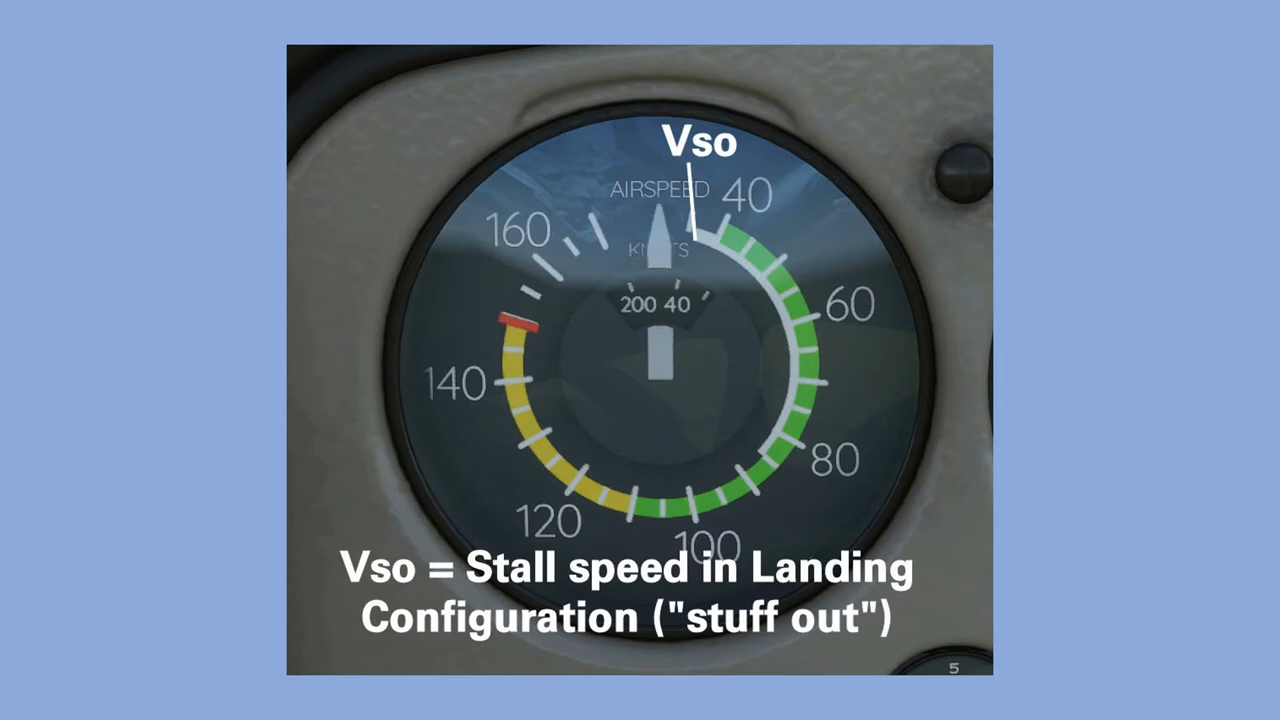 Vso
AIRSPEED
40
160
KNOTS
200 40
60
140
80
120
100
Vso = Stall speed in Landing
Configuration ("stuff out")
5